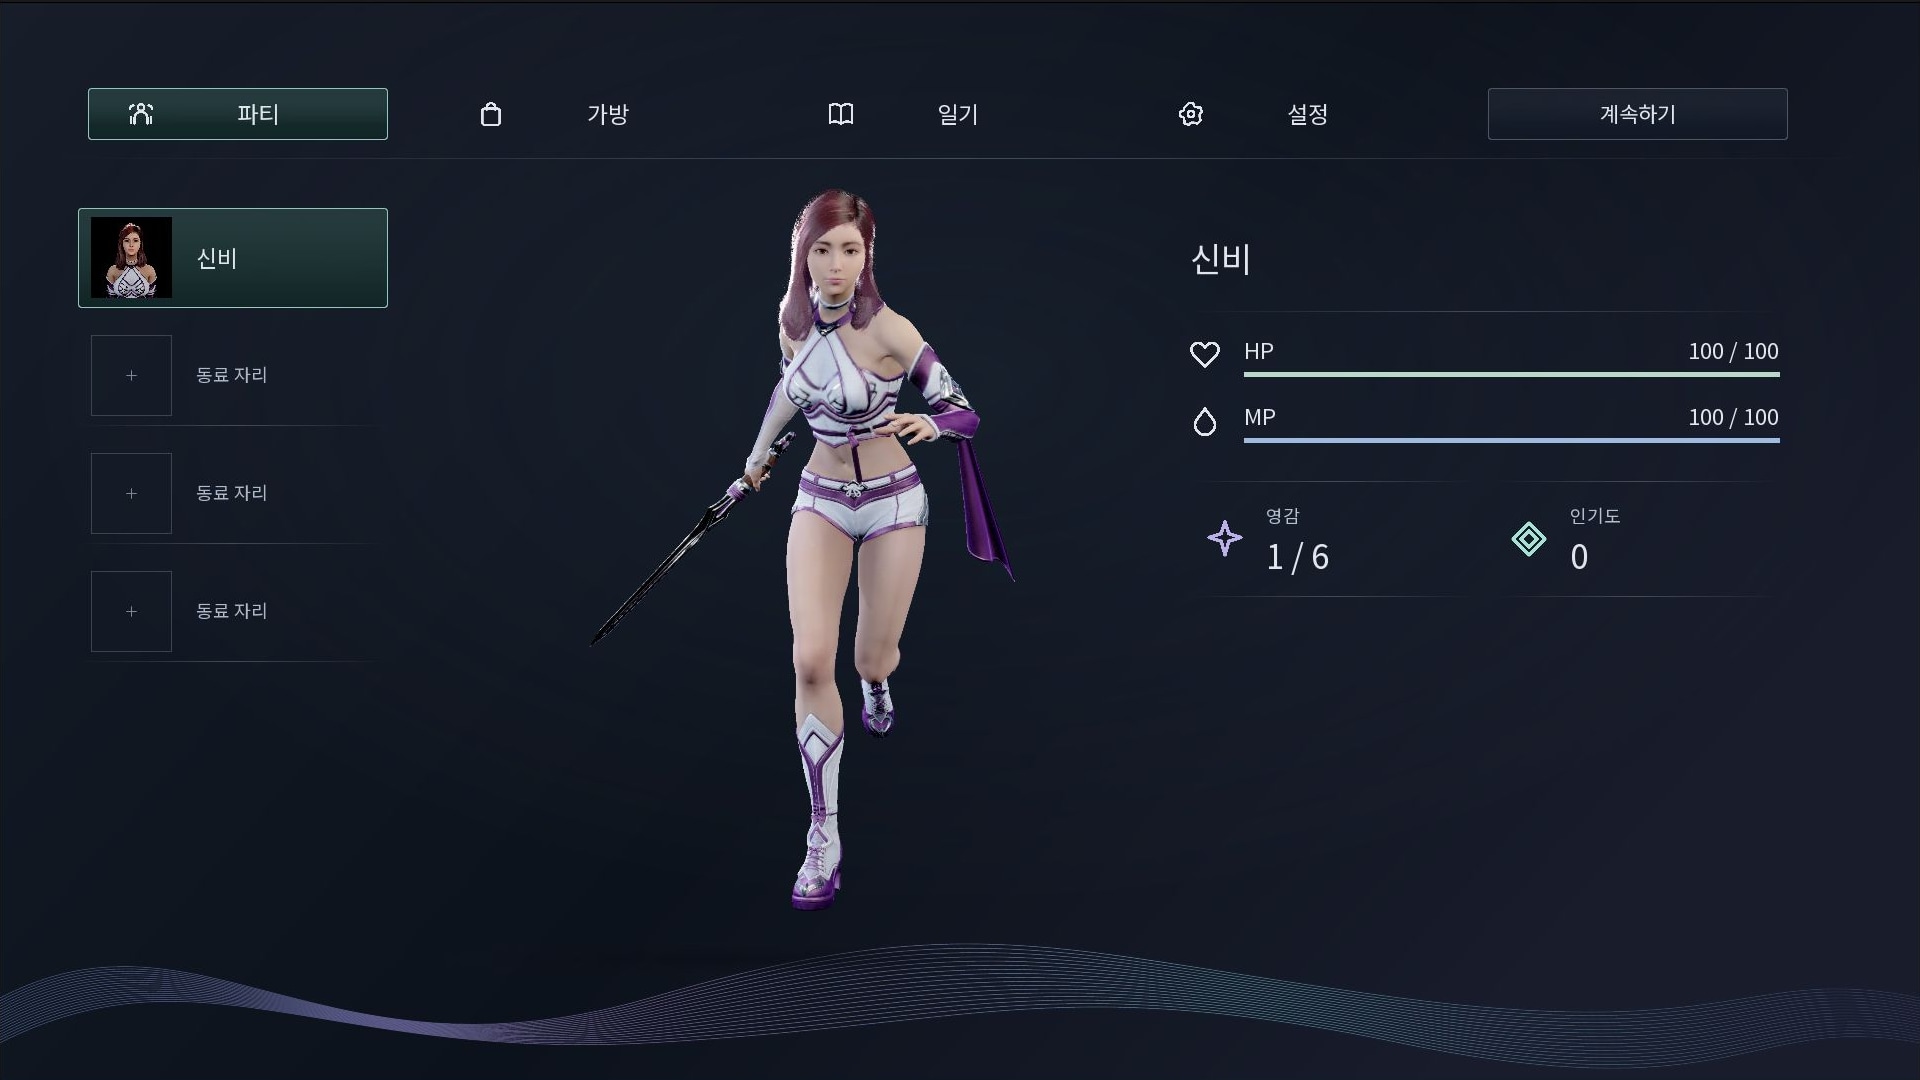 파티
가방
일기
설정
계속하기
신비
+ 동료 자리
+ 동료 자리
+ 동료 자리
신비
HP 100 / 100
MP 100 / 100
영감
1 / 6
인기도
0